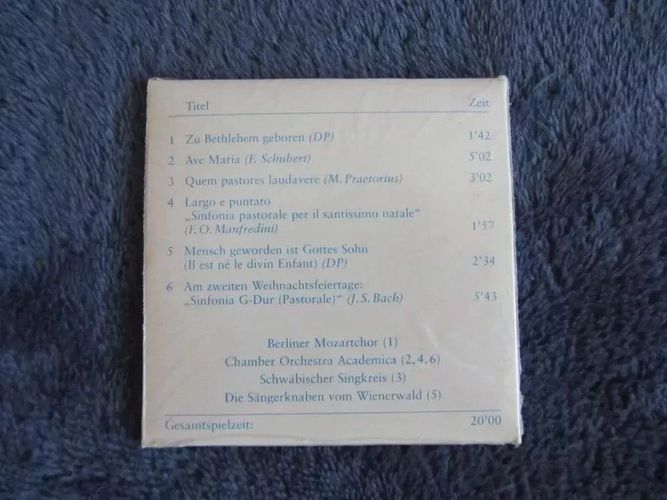 Titel Zeit
1 Zu Bethlehem geboren (DP) 1'42
2 Ave Maria (F. Schubert) 5'02
3 Quem pastores laudavere (M. Praetorius) 3'02
4 Largo e puntato
„Sinfonia pastorale per il santissimo natale“
(F. O. Manfredini) 1'57
5 Mensch geworden ist Gottes Sohn
(Il est né le divin Enfant) (DP) 2'34
6 Am zweiten Weihnachtsfeiertage:
„Sinfonia G-Dur (Pastorale)“ (J. S. Bach) 5'43
Berliner Mozartchor (1)
Chamber Orchestra Academica (2, 4, 6)
Schwäbischer Singkreis (3)
Die Sängerknaben vom Wienerwald (5)
Gesamtspielzeit: 20'00